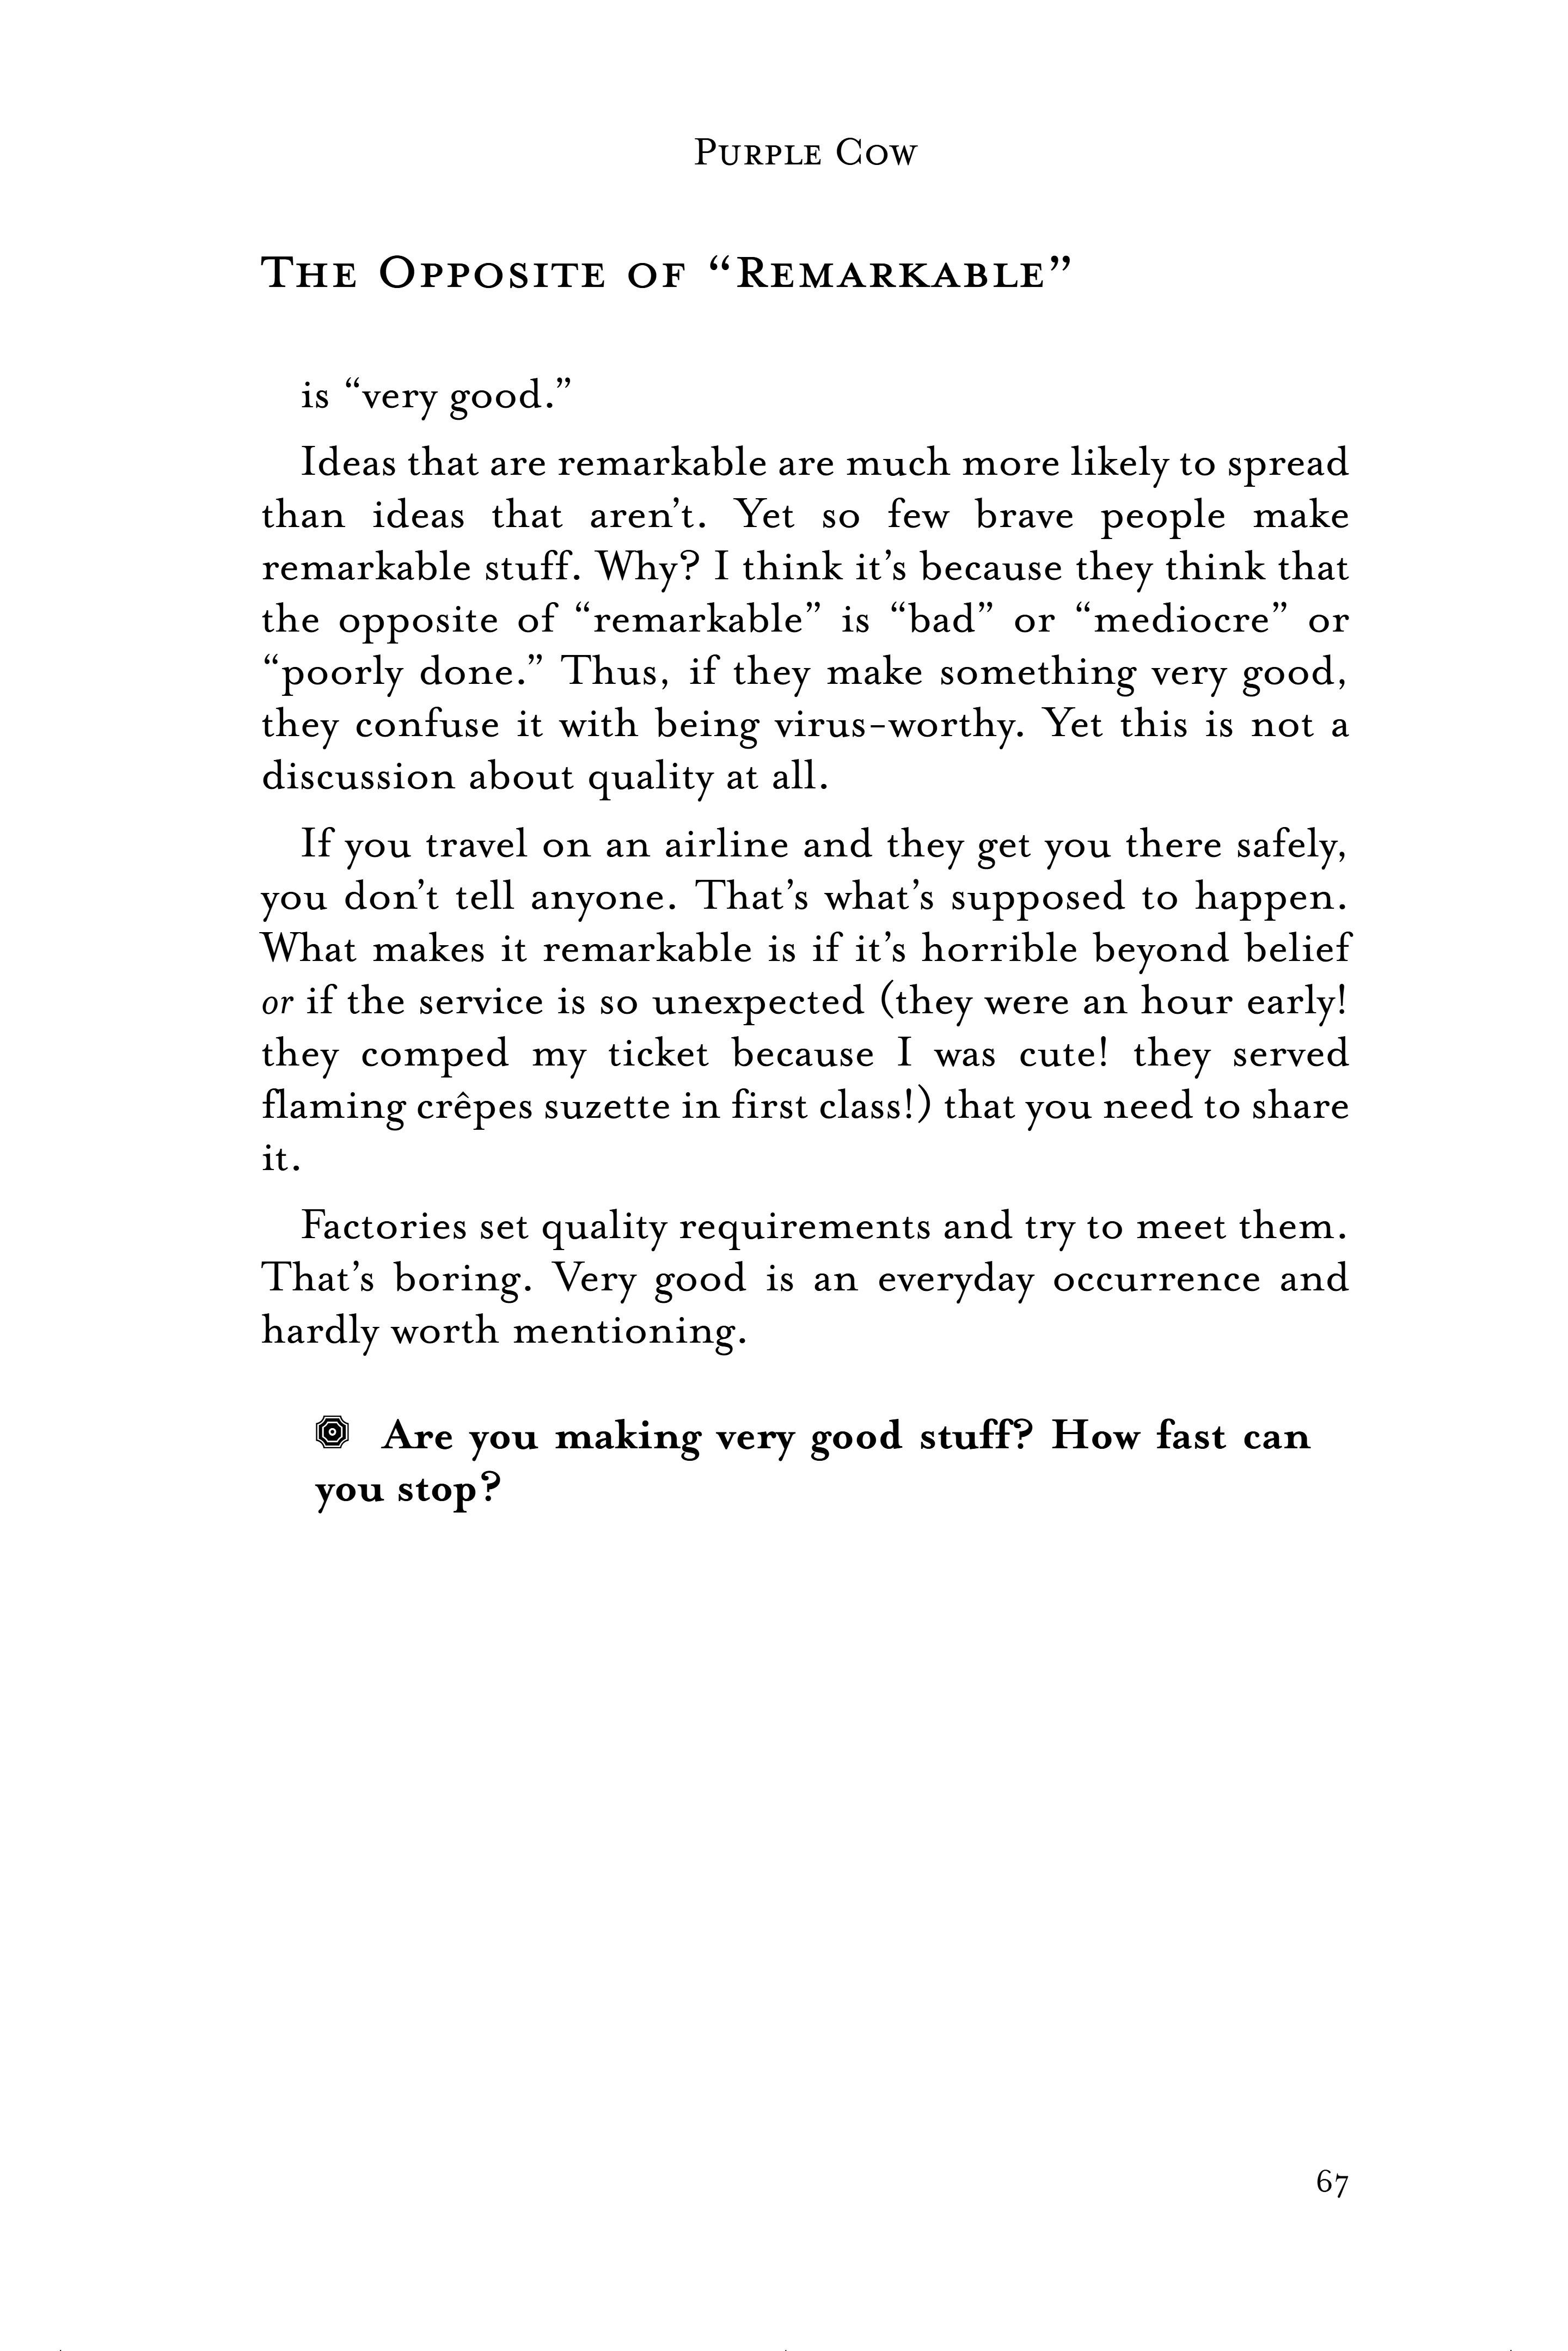 Purple Cow
The Opposite of “Remarkable”
is “very good.”
Ideas that are remarkable are much more likely to spread
than ideas that aren’t. Yet so few brave people make
remarkable stuff. Why? I think it’s because they think that
the opposite of “remarkable” is “bad” or “mediocre” or
“poorly done.” Thus, if they make something very good,
they confuse it with being virus-worthy. Yet this is not a
discussion about quality at all.
If you travel on an airline and they get you there safely,
you don’t tell anyone. That’s what’s supposed to happen.
What makes it remarkable is if it’s horrible beyond belief
or if the service is so unexpected (they were an hour early!
they comped my ticket because I was cute! they served
flaming crêpes suzette in first class!) that you need to share
it.
Factories set quality requirements and try to meet them.
That’s boring. Very good is an everyday occurrence and
hardly worth mentioning.
Are you making very good stuff? How fast can
you stop?
67